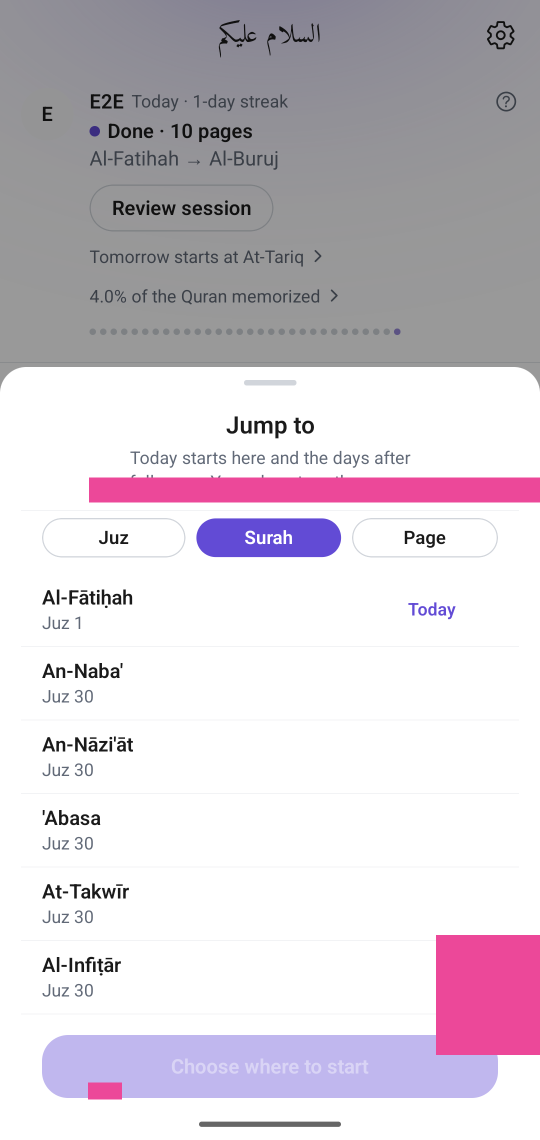 السلام عليكم
E
E2E Today · 1-day streak
Done · 10 pages
Al-Fatihah → Al-Buruj
Review session
Tomorrow starts at At-Tariq
4.0% of the Quran memorized
Jump to
Today starts here and the days after
Juz Surah Page
Al-Fātiḥah
Juz 1
Today
An-Naba'
Juz 30
An-Nāzi'āt
Juz 30
'Abasa
Juz 30
At-Takwīr
Juz 30
Al-Infiṭār
Juz 30
Choose where to start